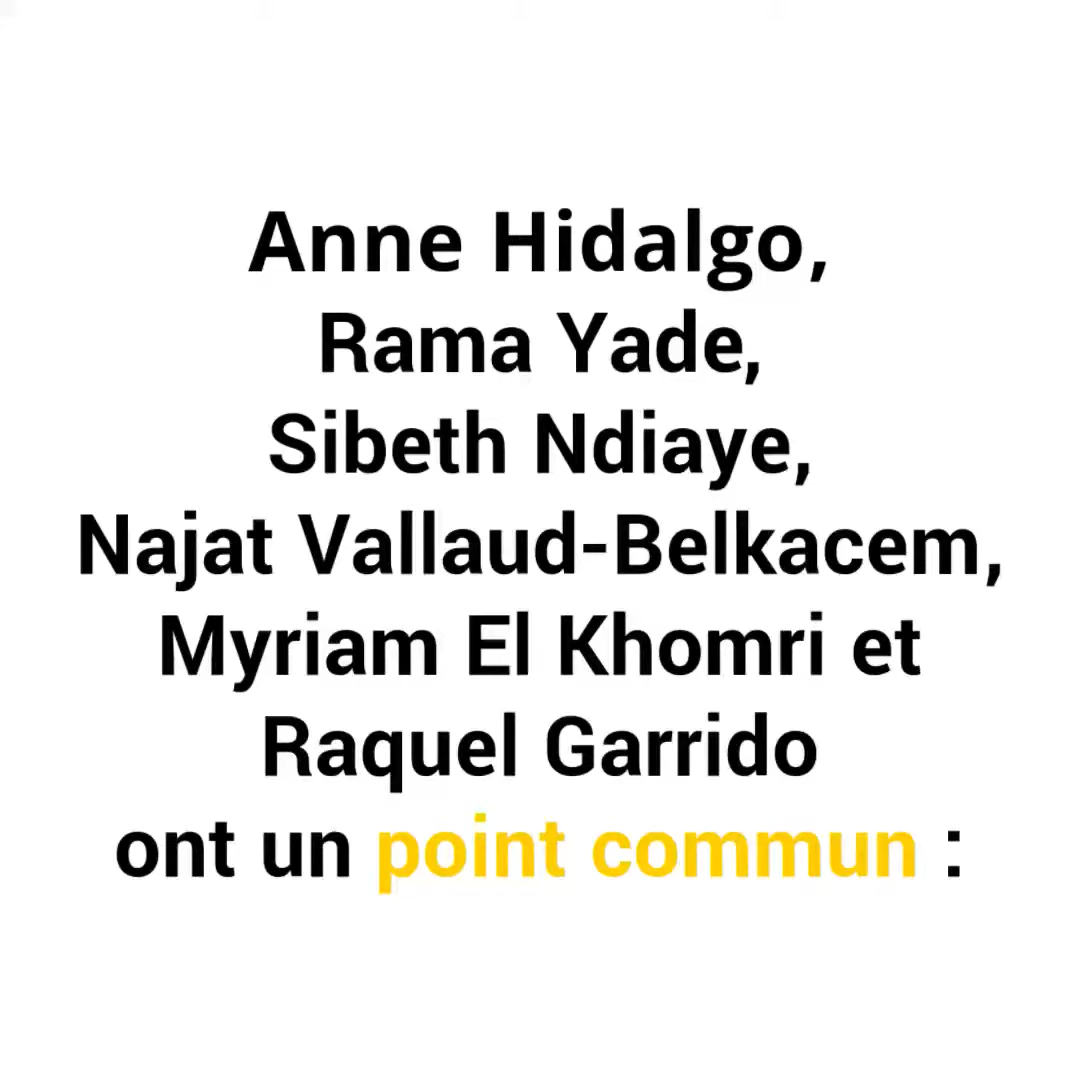 Anne Hidalgo,
Rama Yade,
Sibeth Ndiaye,
Najat Vallaud-Belkacem,
Myriam El Khomri et
Raquel Garrido
ont un point commun :